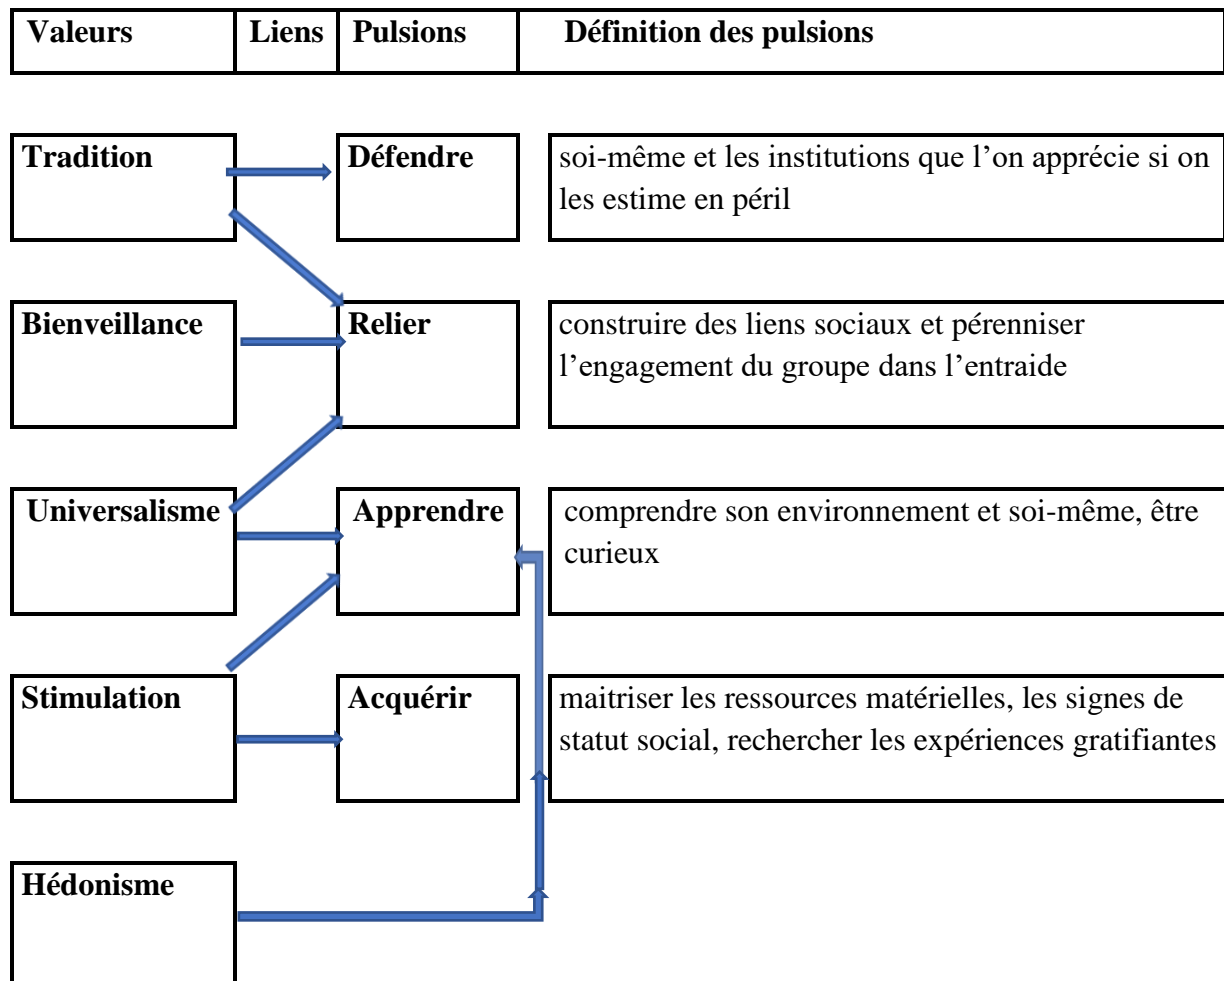 Valeurs Liens Pulsions Définition des pulsions
Tradition Défendre soi-même et les institutions que l’on apprécie si on
les estime en péril
Bienveillance Relier construire des liens sociaux et pérenniser
l’engagement du groupe dans l’entraide
Universalisme Apprendre comprendre son environnement et soi-même, être
curieux
Stimulation Acquérir maitriser les ressources matérielles, les signes de
statut social, rechercher les expériences gratifiantes
Hédonisme